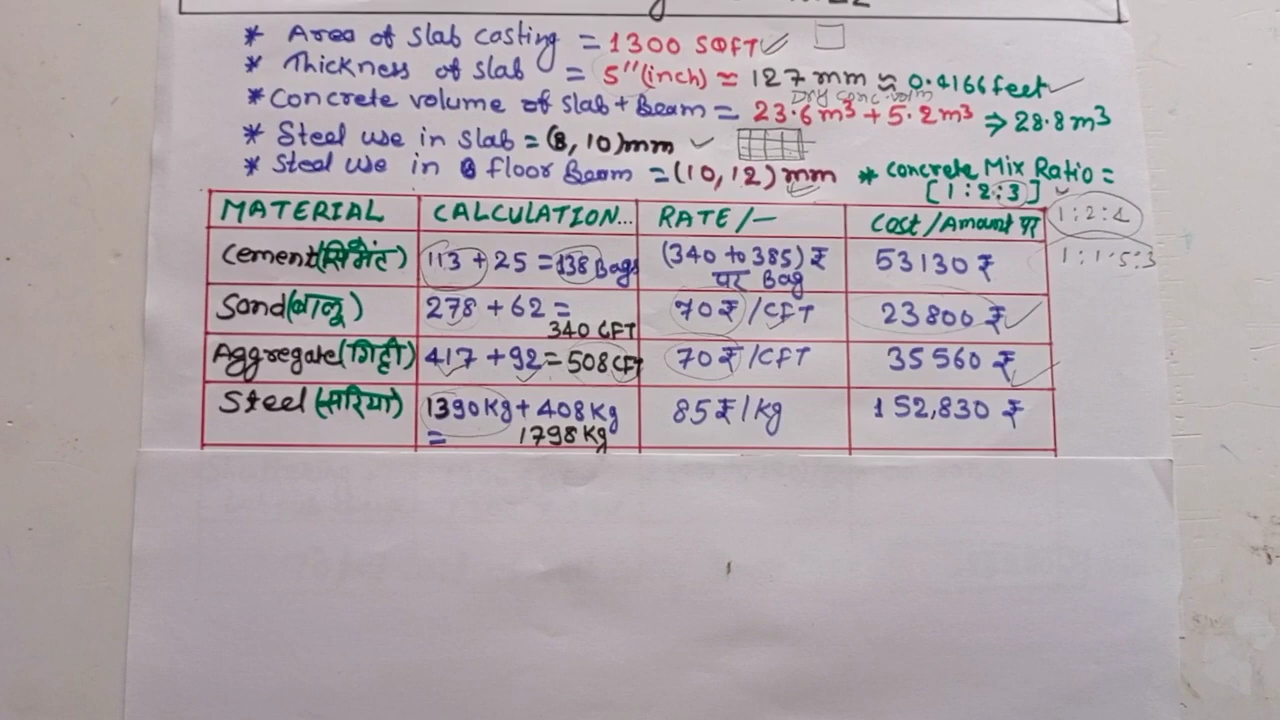 * Area of slab casting = 1300 SQFT ✓
* Thickness of slab = 5"(inch) ≈ 127 mm ≈ 0.4166 feet ✓
Dry conc. volm
* Concrete volume of slab + Beam = 23.6 m³ + 5.2 m³ ⇒ 28.8 m³
* Steel use in slab = (8, 10) mm ✓
* Steel use in floor Beam = (10, 12) mm * Concrete Mix Ratio =
[1:2:3]
MATERIAL CALCULATION... RATE/- Cost/Amount पर 1:2:4
Cement(सिमेंट) 113 + 25 = 138 Bags (340 to 385) ₹ पर Bag 53130 ₹ 1:1.5:3
Sand(बालू) 278 + 62 = 340 CFT 70 ₹/CFT 23800 ₹ ✓
Aggregate(गिट्टी) 417 + 92 = 508 CFT 70 ₹/CFT 35560 ₹ ✓
Steel(सरिया) 1390 Kg + 408 Kg = 1798 Kg 85 ₹/kg 152,830 ₹